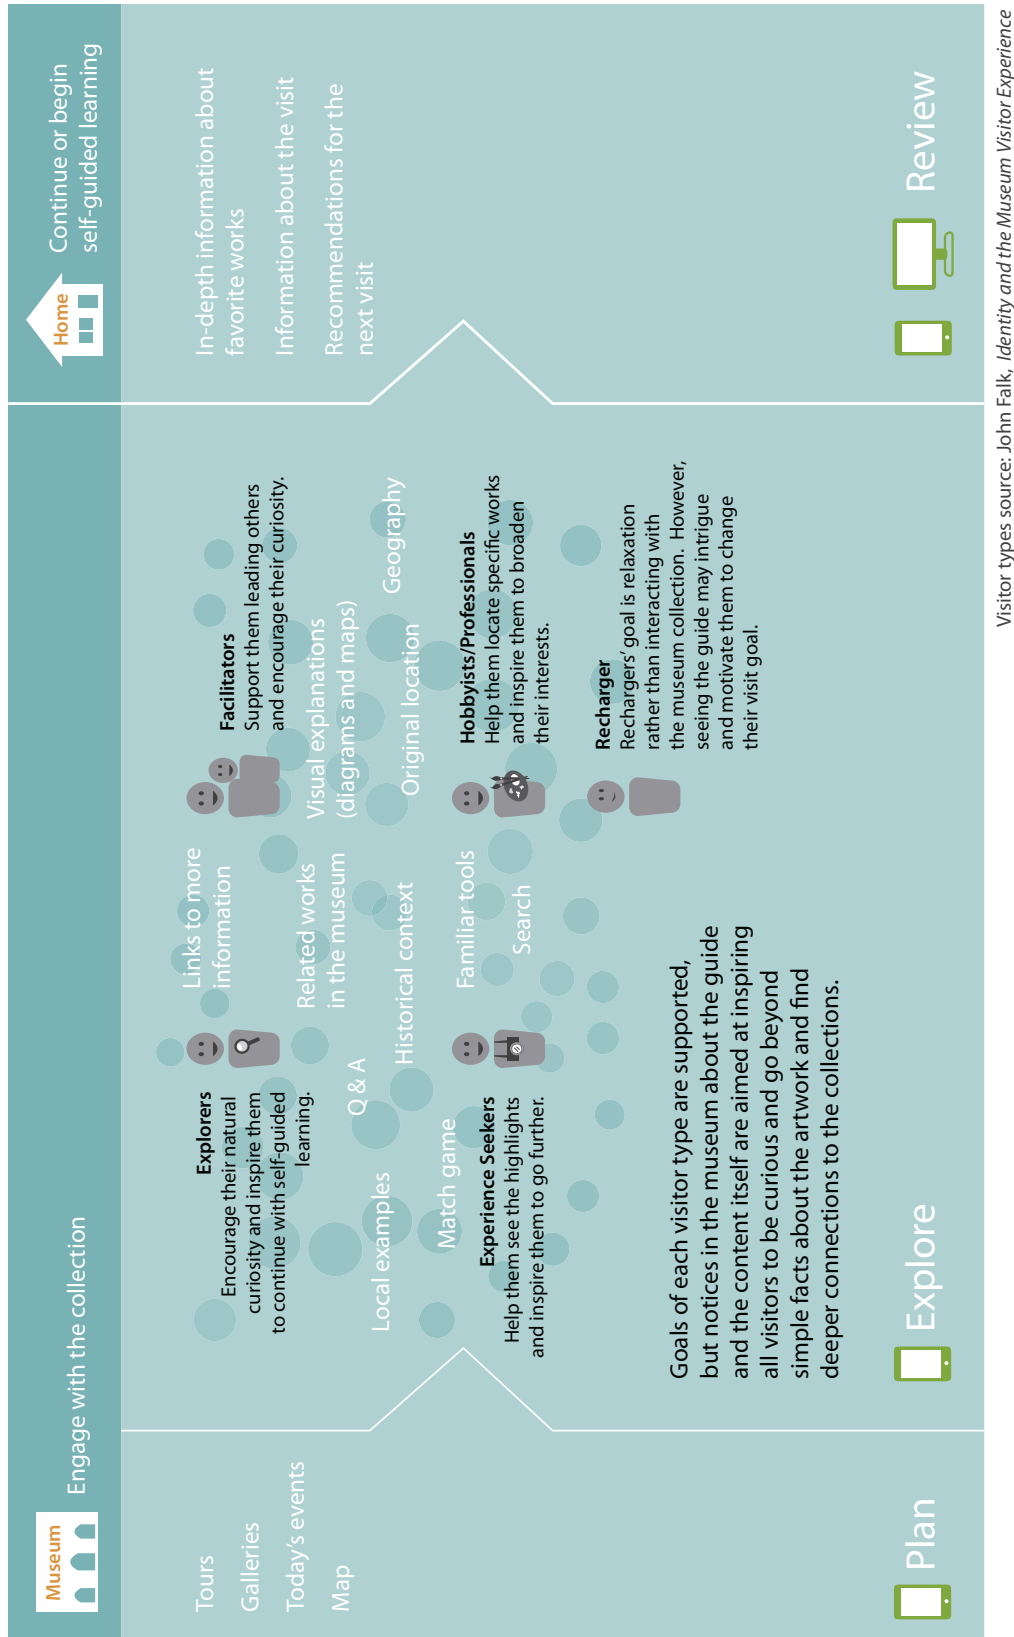 Museum
Engage with the collection
Home
Continue or begin
self-guided learning
Tours
Galleries
Today's events
Map
Explorers
Encourage their natural
curiosity and inspire them
to continue with self-guided
learning.
Links to more
information
Facilitators
Support them leading others
and encourage their curiosity.
Related works
in the museum
Visual explanations
(diagrams and maps)
Q & A
Local examples
Historical context
Original location
Geography
Match game
Experience Seekers
Help them see the highlights
and inspire them to go further.
Familiar tools
Search
Hobbyists/Professionals
Help them locate specific works
and inspire them to broaden
their interests.
Recharger
Rechargers' goal is relaxation
rather than interacting with
the museum collection. However,
seeing the guide may intrigue
and motivate them to change
their visit goal.
Goals of each visitor type are supported,
but notices in the museum about the guide
and the content itself are aimed at inspiring
all visitors to be curious and go beyond
simple facts about the artwork and find
deeper connections to the collections.
In-depth information about
favorite works
Information about the visit
Recommendations for the
next visit
Plan
Explore
Review
Visitor types source: John Falk, Identity and the Museum Visitor Experience